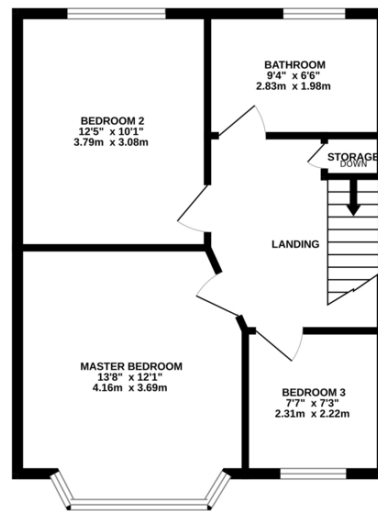 BATHROOM
9'4" x 6'6"
2.83m x 1.98m
BEDROOM 2
12'5" x 10'1"
3.79m x 3.08m
STORAGE
DOWN
LANDING
MASTER BEDROOM
13'8" x 12'1"
4.16m x 3.69m
BEDROOM 3
7'7" x 7'3"
2.31m x 2.22m